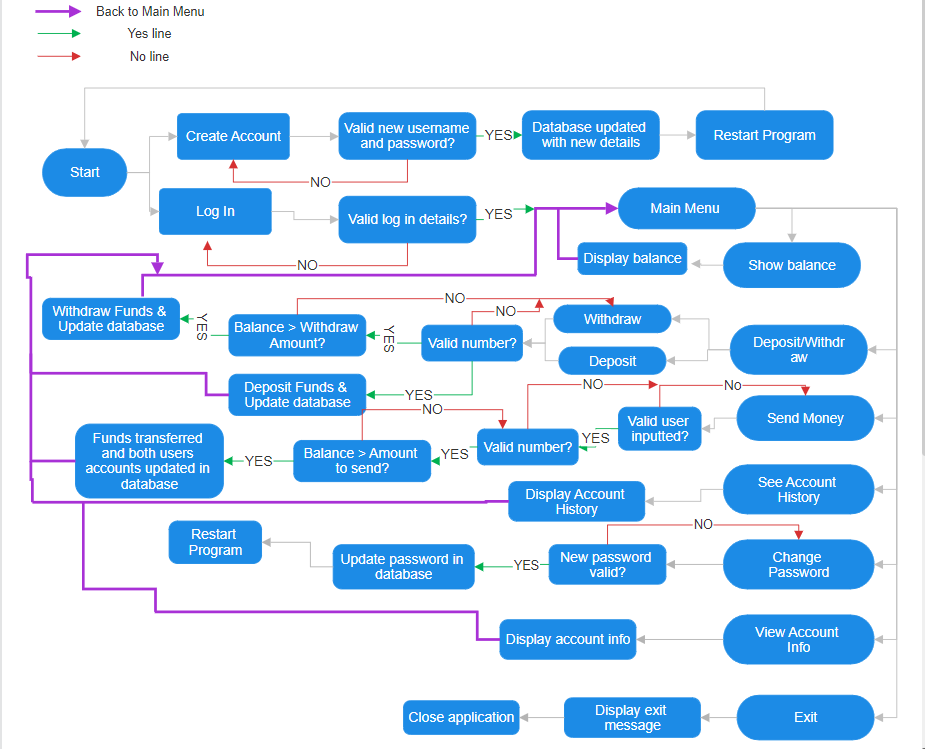 Back to Main Menu
Yes line
No line
Create Account
Valid new username
and password?
YES
Database updated
with new details
Restart Program
Start
NO
Log In
Valid log in details?
YES
Main Menu
NO
Display balance
Show balance
Withdraw Funds &
Update database
YES
Balance > Withdraw
Amount?
YES
NO
NO
Valid number?
Withdraw
Deposit
Deposit/Withdr
aw
Deposit Funds &
Update database
YES
NO
NO
No
Funds transferred
and both users
accounts updated in
database
YES
Balance > Amount
to send?
YES
Valid number?
YES
Valid user
inputted?
Send Money
Display Account
History
See Account
History
Restart
Program
Update password in
database
YES
New password
valid?
NO
Change
Password
Display account info
View Account
Info
Close application
Display exit
message
Exit